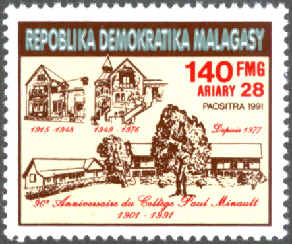 REPOBLIKA DEMOKRATIKA MALAGASY
140 FMG
ARIARY 28
PAOSITRA 1991
1915 - 1948 1949 - 1976 Depuis 1977
90e Anniversaire du Collège Paul Minault
1901 - 1991